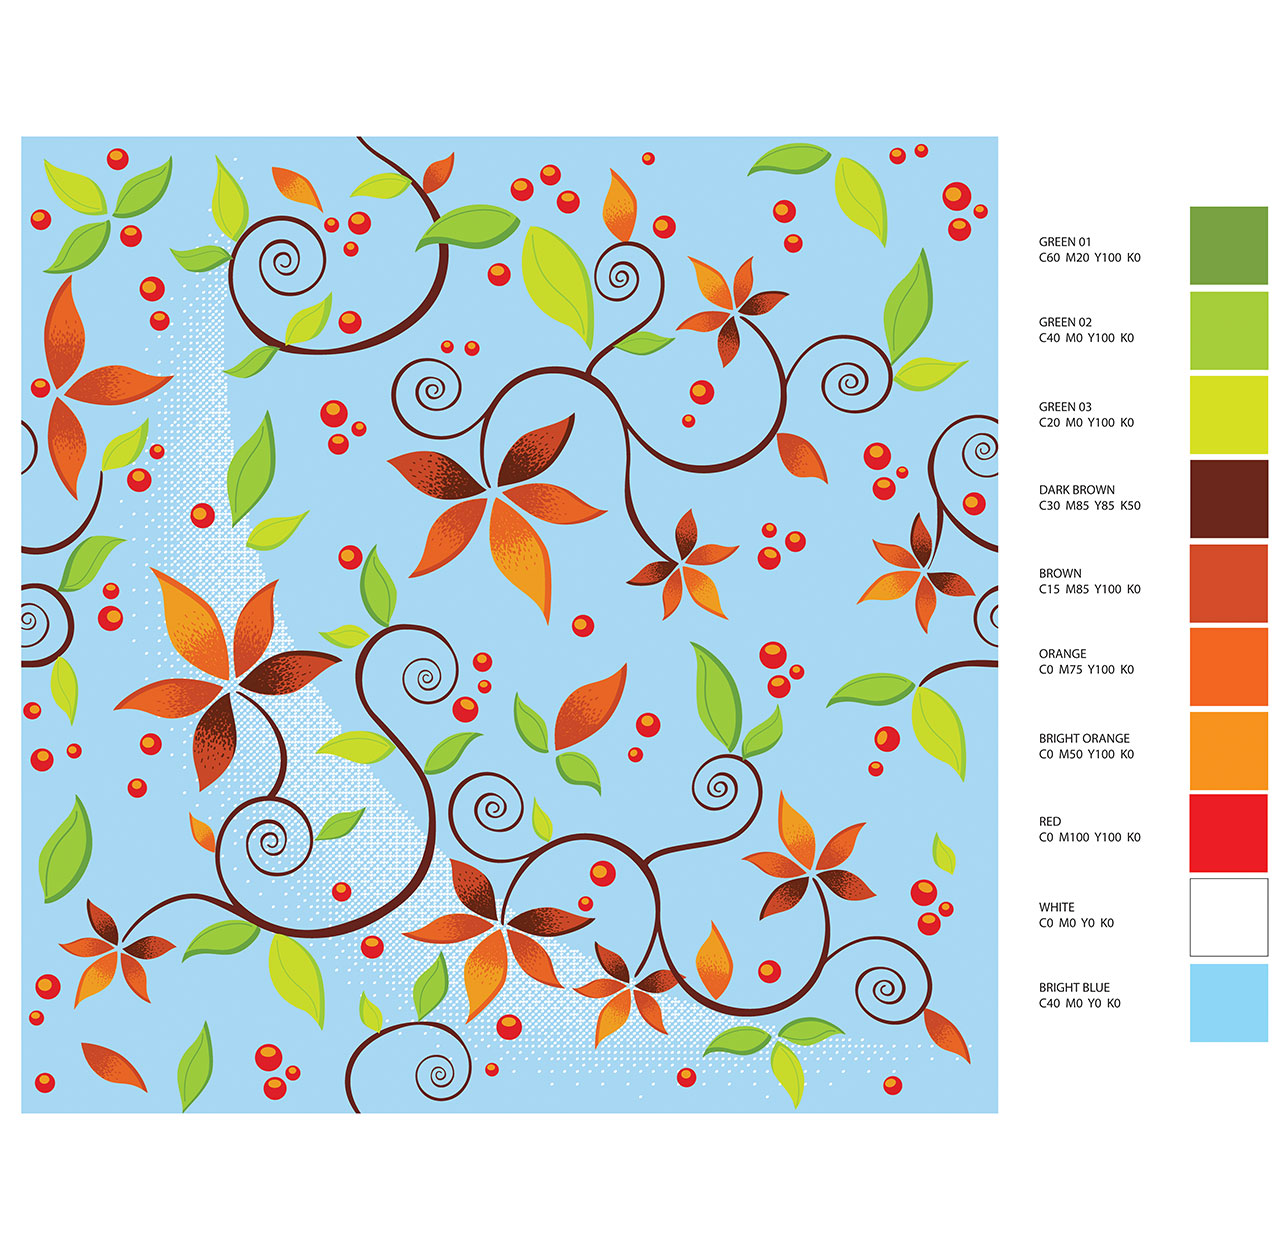 GREEN 01
C60 M20 Y100 K0
GREEN 02
C40 M0 Y100 K0
GREEN 03
C20 M0 Y100 K0
DARK BROWN
C30 M85 Y85 K50
BROWN
C15 M85 Y100 K0
ORANGE
C0 M75 Y100 K0
BRIGHT ORANGE
C0 M50 Y100 K0
RED
C0 M100 Y100 K0
WHITE
C0 M0 Y0 K0
BRIGHT BLUE
C40 M0 Y0 K0